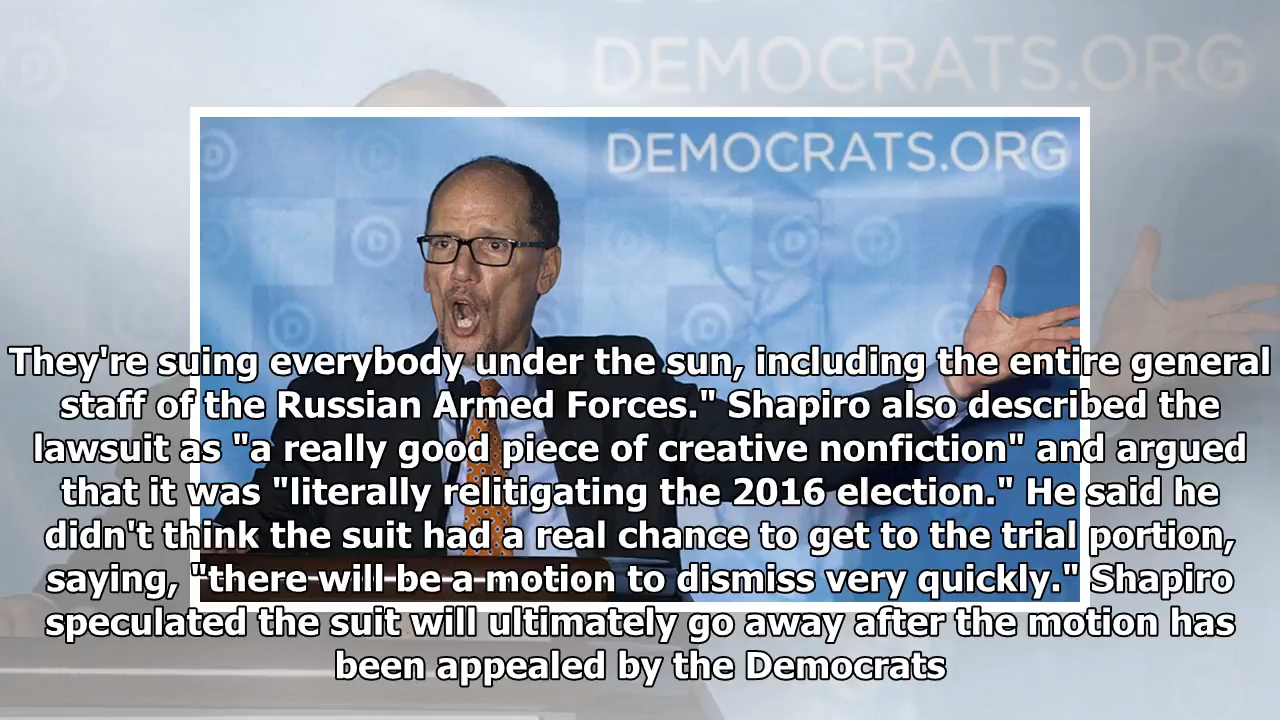 DEMOCRATS.ORG
DEMOCRATS.ORG
They're suing everybody under the sun, including the entire general
staff of the Russian Armed Forces." Shapiro also described the
lawsuit as "a really good piece of creative nonfiction" and argued
that it was "literally relitigating the 2016 election." He said he
didn't think the suit had a real chance to get to the trial portion,
saying, "there will be a motion to dismiss very quickly." Shapiro
speculated the suit will ultimately go away after the motion has
been appealed by the Democrats